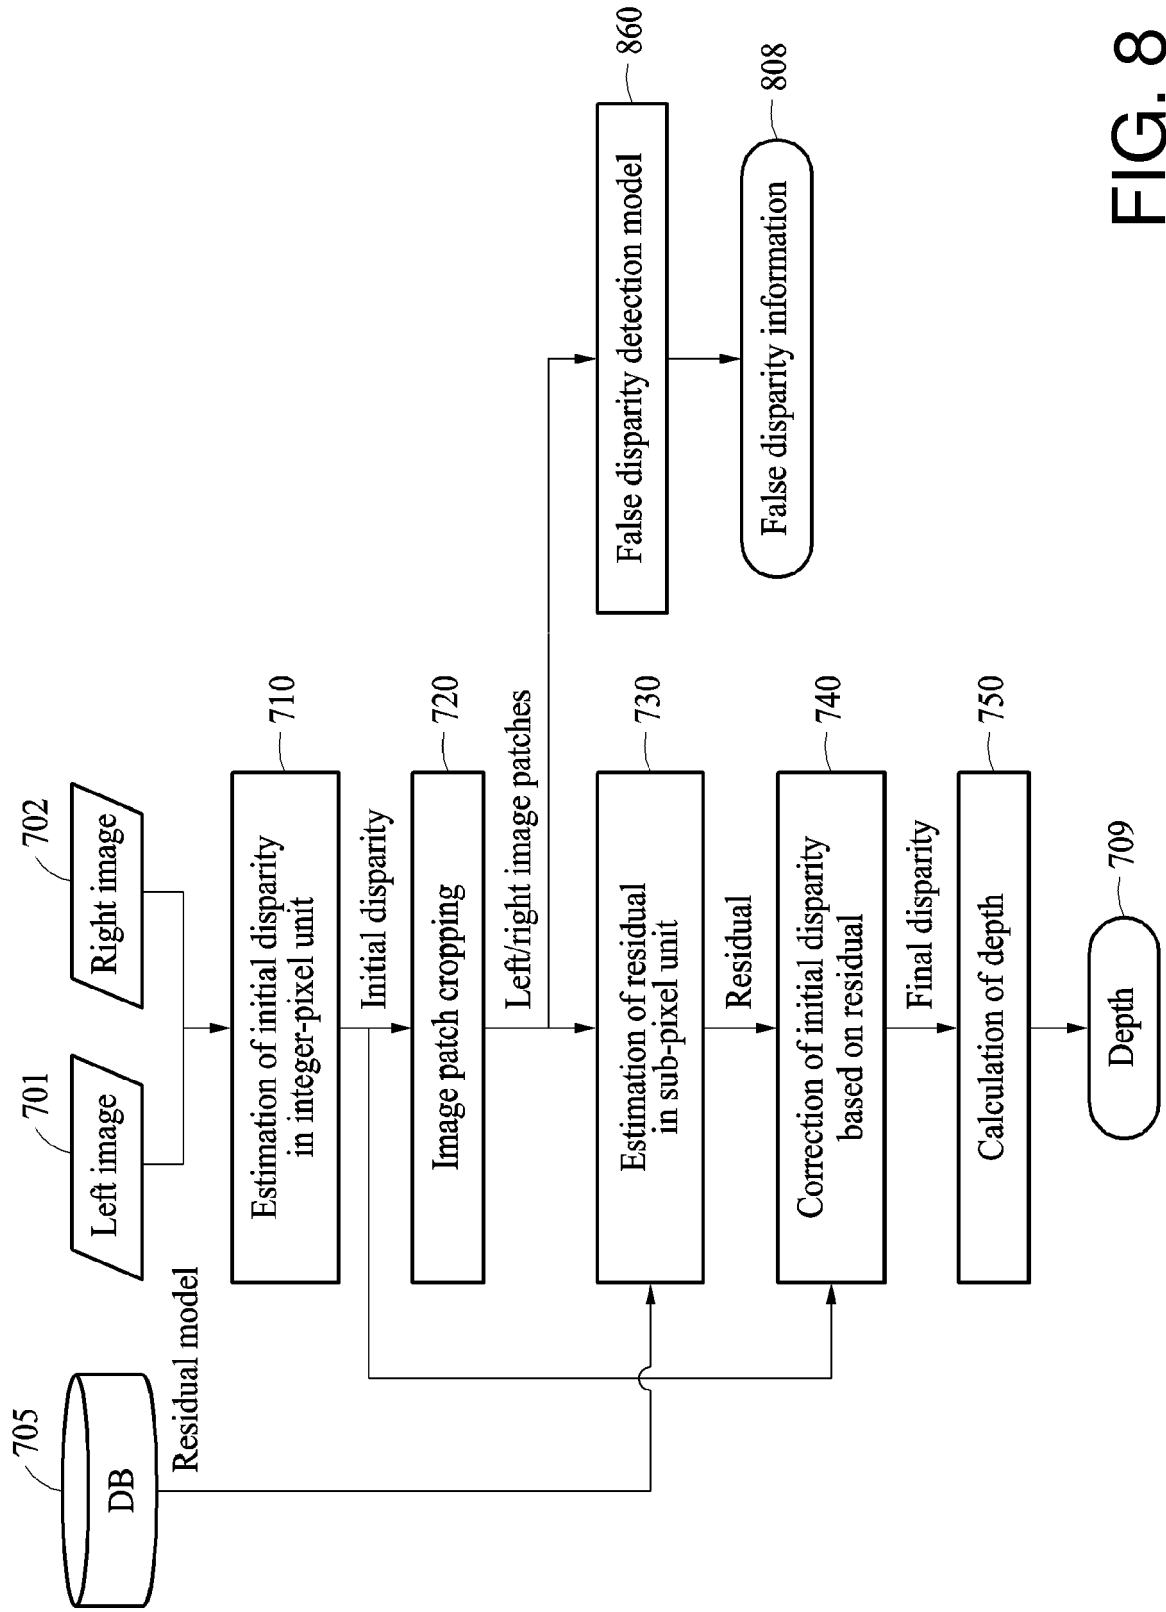 705
DB
Residual model
701
Left image
702
Right image
710
Estimation of initial disparity
in integer-pixel unit
Initial disparity
720
Image patch cropping
Left/right image patches
730
Estimation of residual
in sub-pixel unit
Residual
740
Correction of initial disparity
based on residual
Final disparity
750
Calculation of depth
709
Depth
860
False disparity detection model
808
False disparity information
FIG. 8